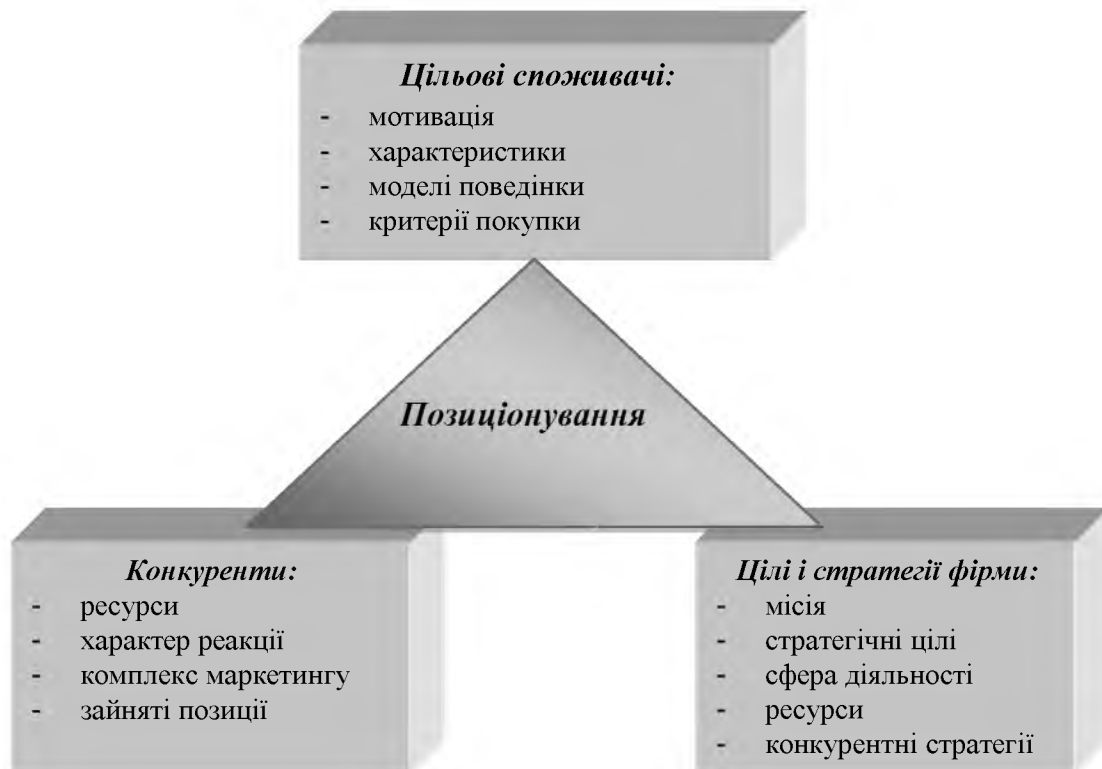 Цільові споживачі:
- мотивація
- характеристики
- моделі поведінки
- критерії покупки
Позиціонування
Конкуренти:
- ресурси
- характер реакції
- комплекс маркетингу
- зайняті позиції
Цілі і стратегії фірми:
- місія
- стратегічні цілі
- сфера діяльності
- ресурси
- конкурентні стратегії